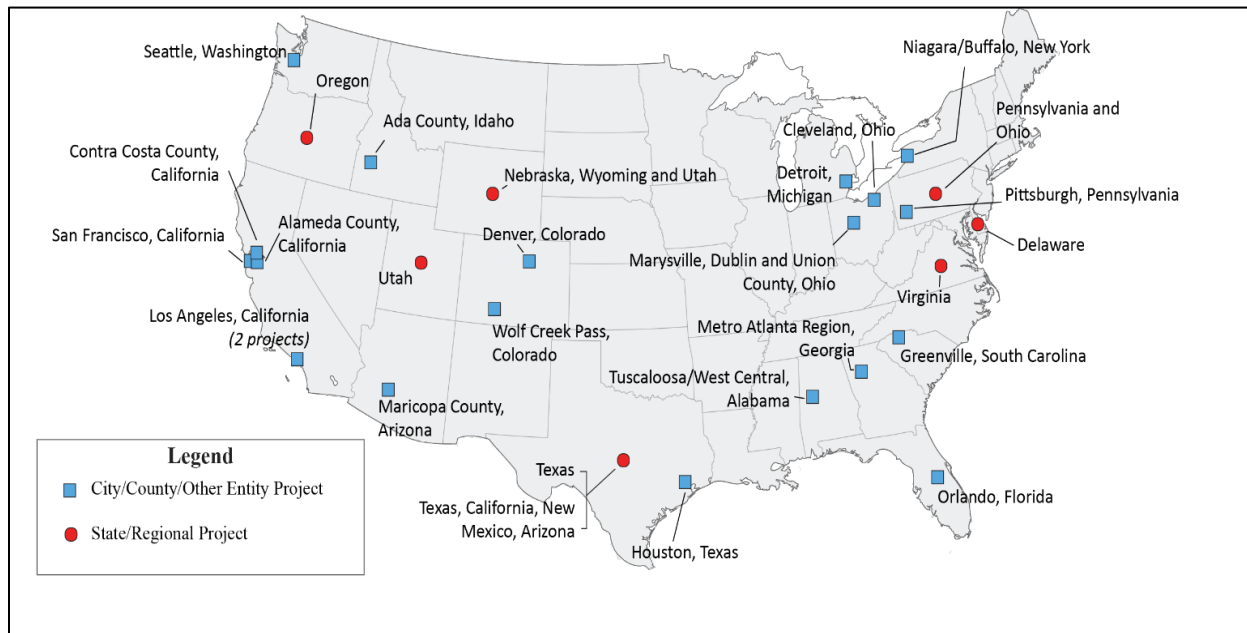 Niagara/Buffalo, New York
Seattle, Washington
Oregon
Pennsylvania and
Ohio
Ada County, Idaho
Cleveland, Ohio
Contra Costa County,
California
Detroit,
Michigan
Nebraska, Wyoming and Utah
Pittsburgh, Pennsylvania
Alameda County,
California
San Francisco, California
Denver, Colorado
Delaware
Marysville, Dublin and Union
County, Ohio
Utah
Virginia
Los Angeles, California
(2 projects)
Wolf Creek Pass,
Colorado
Metro Atlanta Region,
Georgia
Greenville, South Carolina
Tuscaloosa/West Central,
Alabama
Maricopa County,
Arizona
Legend
City/County/Other Entity Project
State/Regional Project
Texas
Texas, California, New
Mexico, Arizona
Orlando, Florida
Houston, Texas